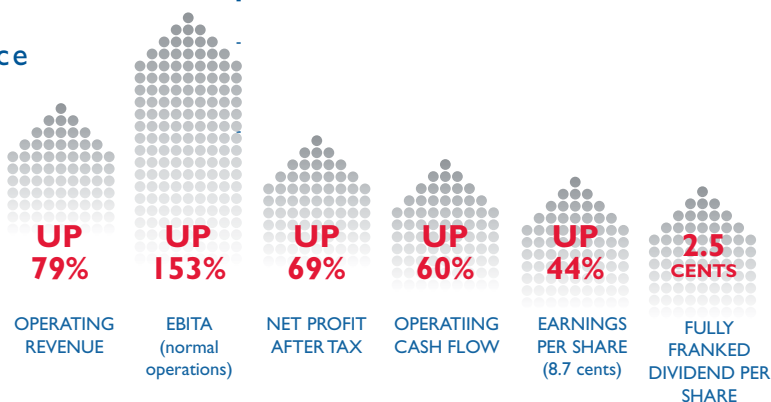 ce
UP
79%
OPERATING
REVENUE
UP
153%
EBITA
(normal
operations)
UP
69%
NET PROFIT
AFTER TAX
UP
60%
OPERATIING
CASH FLOW
UP
44%
EARNINGS
PER SHARE
(8.7 cents)
2.5
CENTS
FULLY
FRANKED
DIVIDEND PER
SHARE